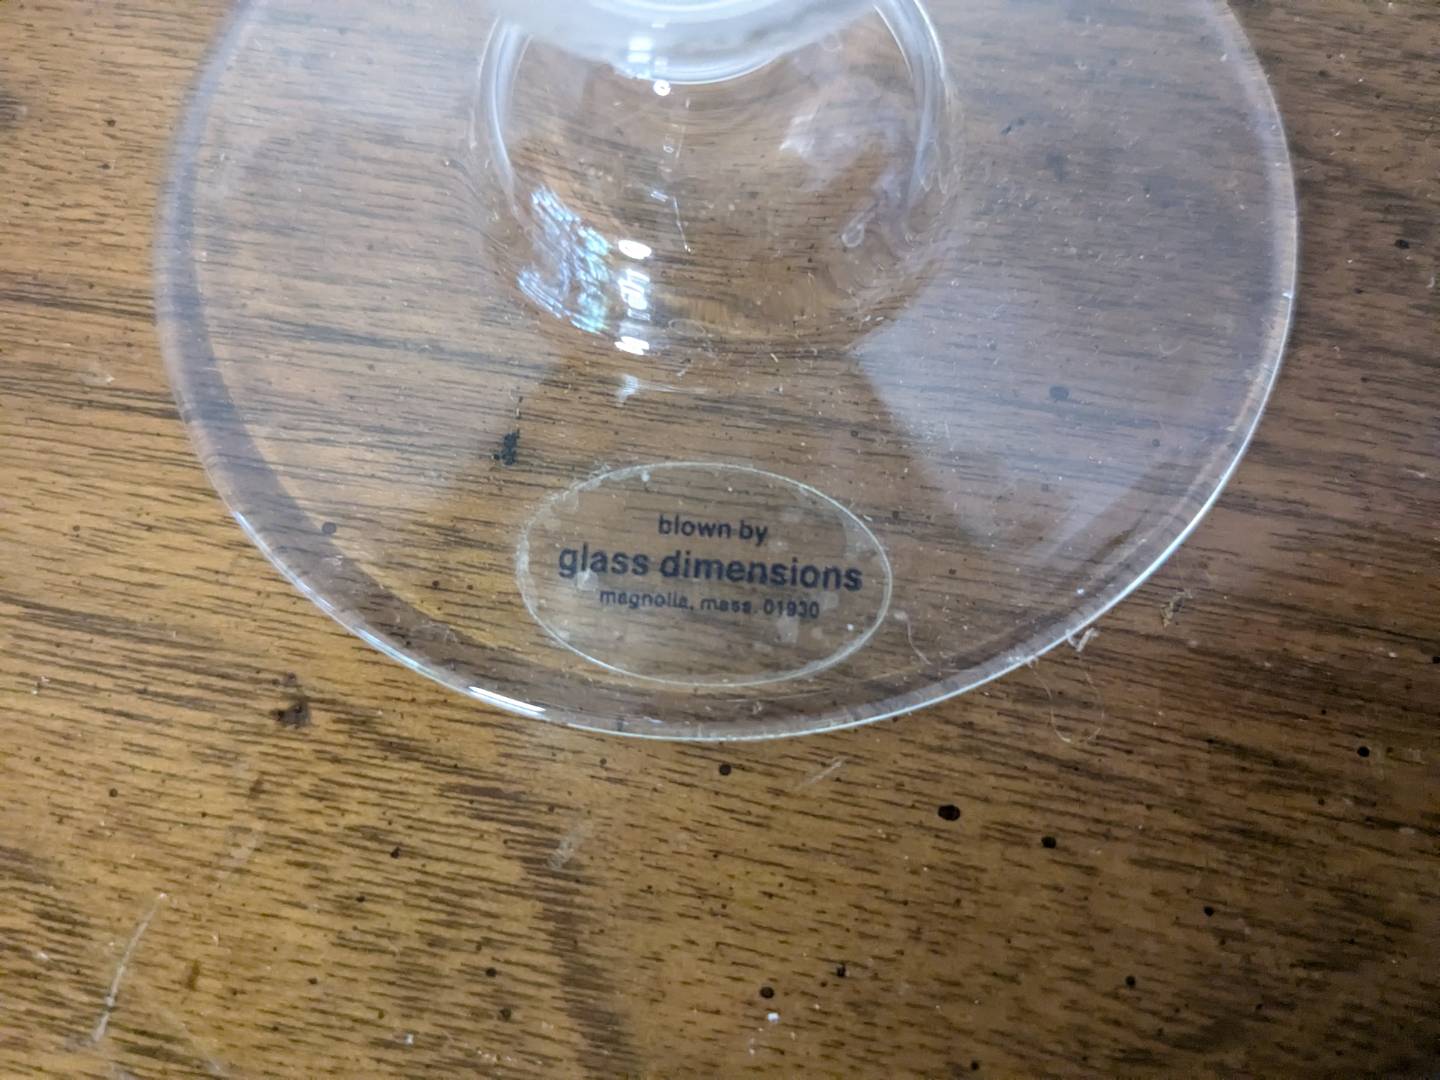 blown by
glass dimensions
magnolia, mass. 01930